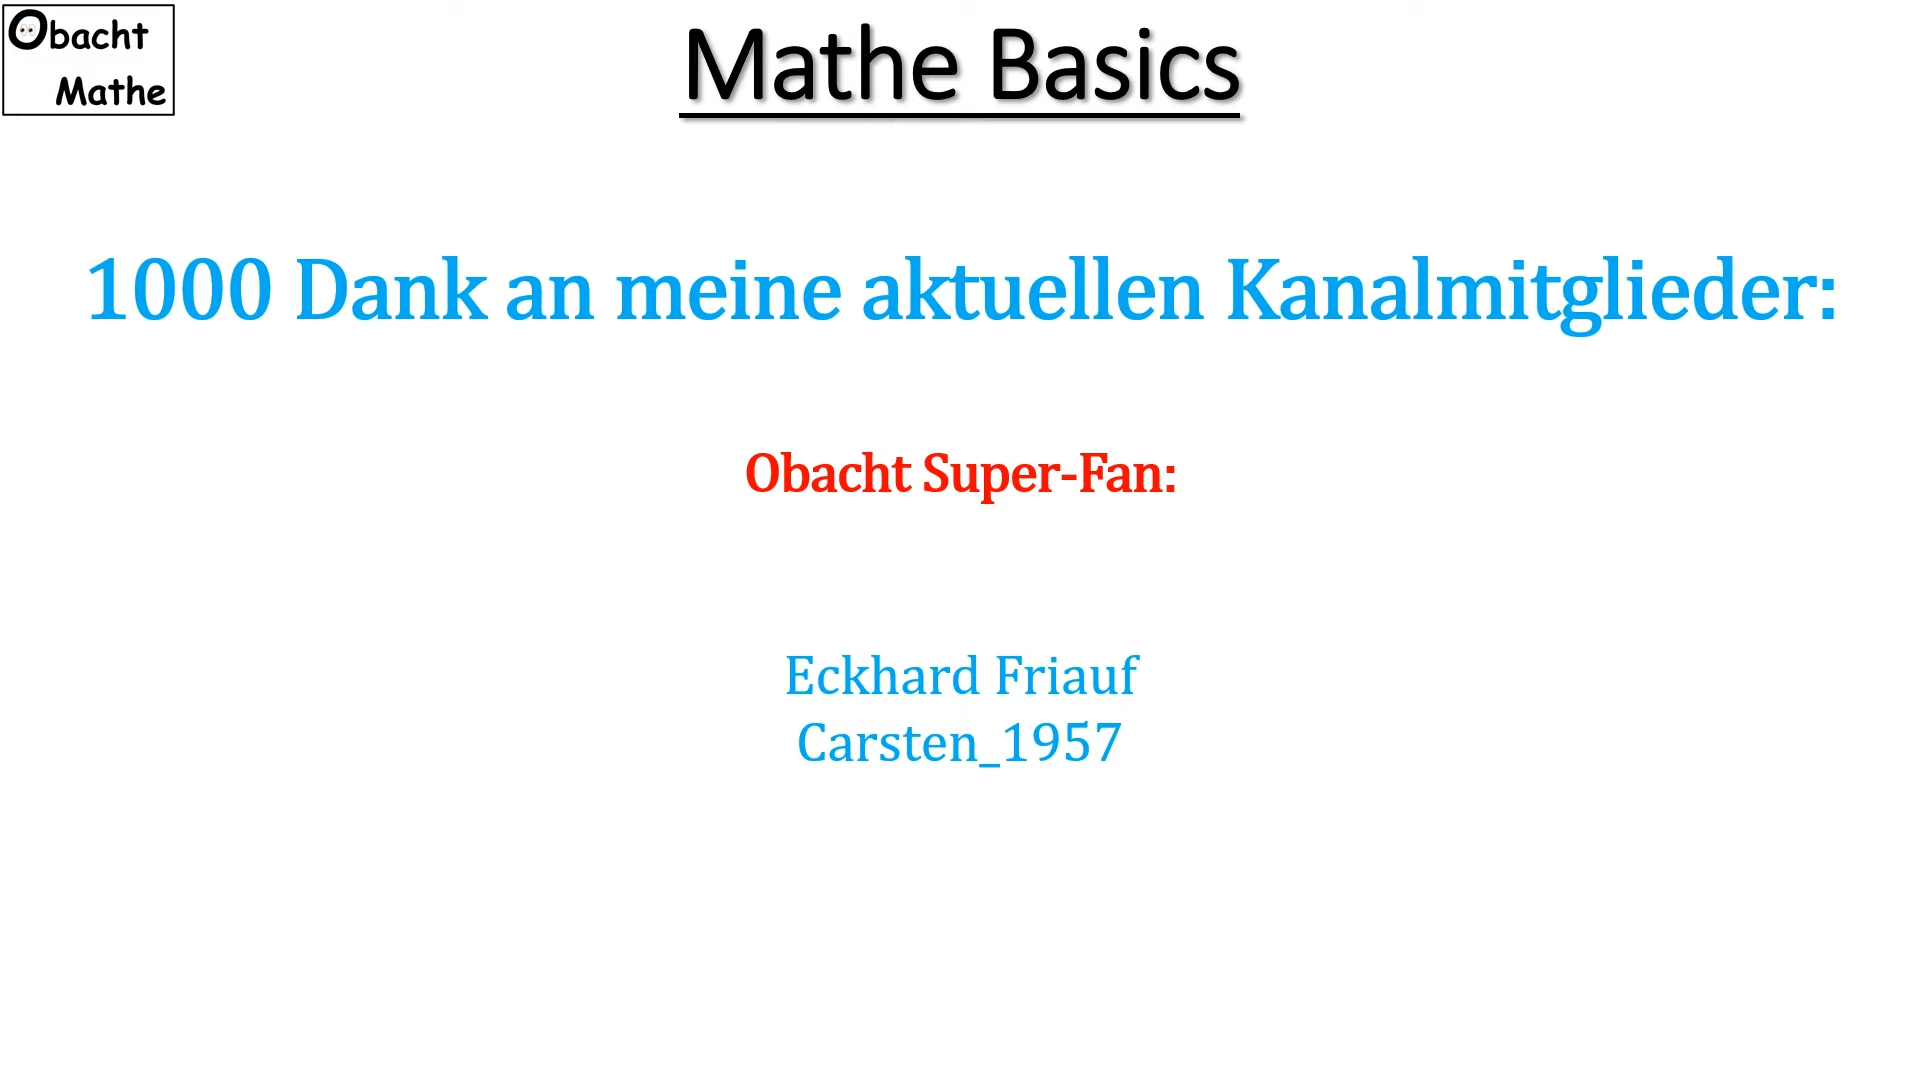 Obacht
Mathe
Mathe Basics
1000 Dank an meine aktuellen Kanalmitglieder:
Obacht Super-Fan:
Eckhard Friauf
Carsten_1957